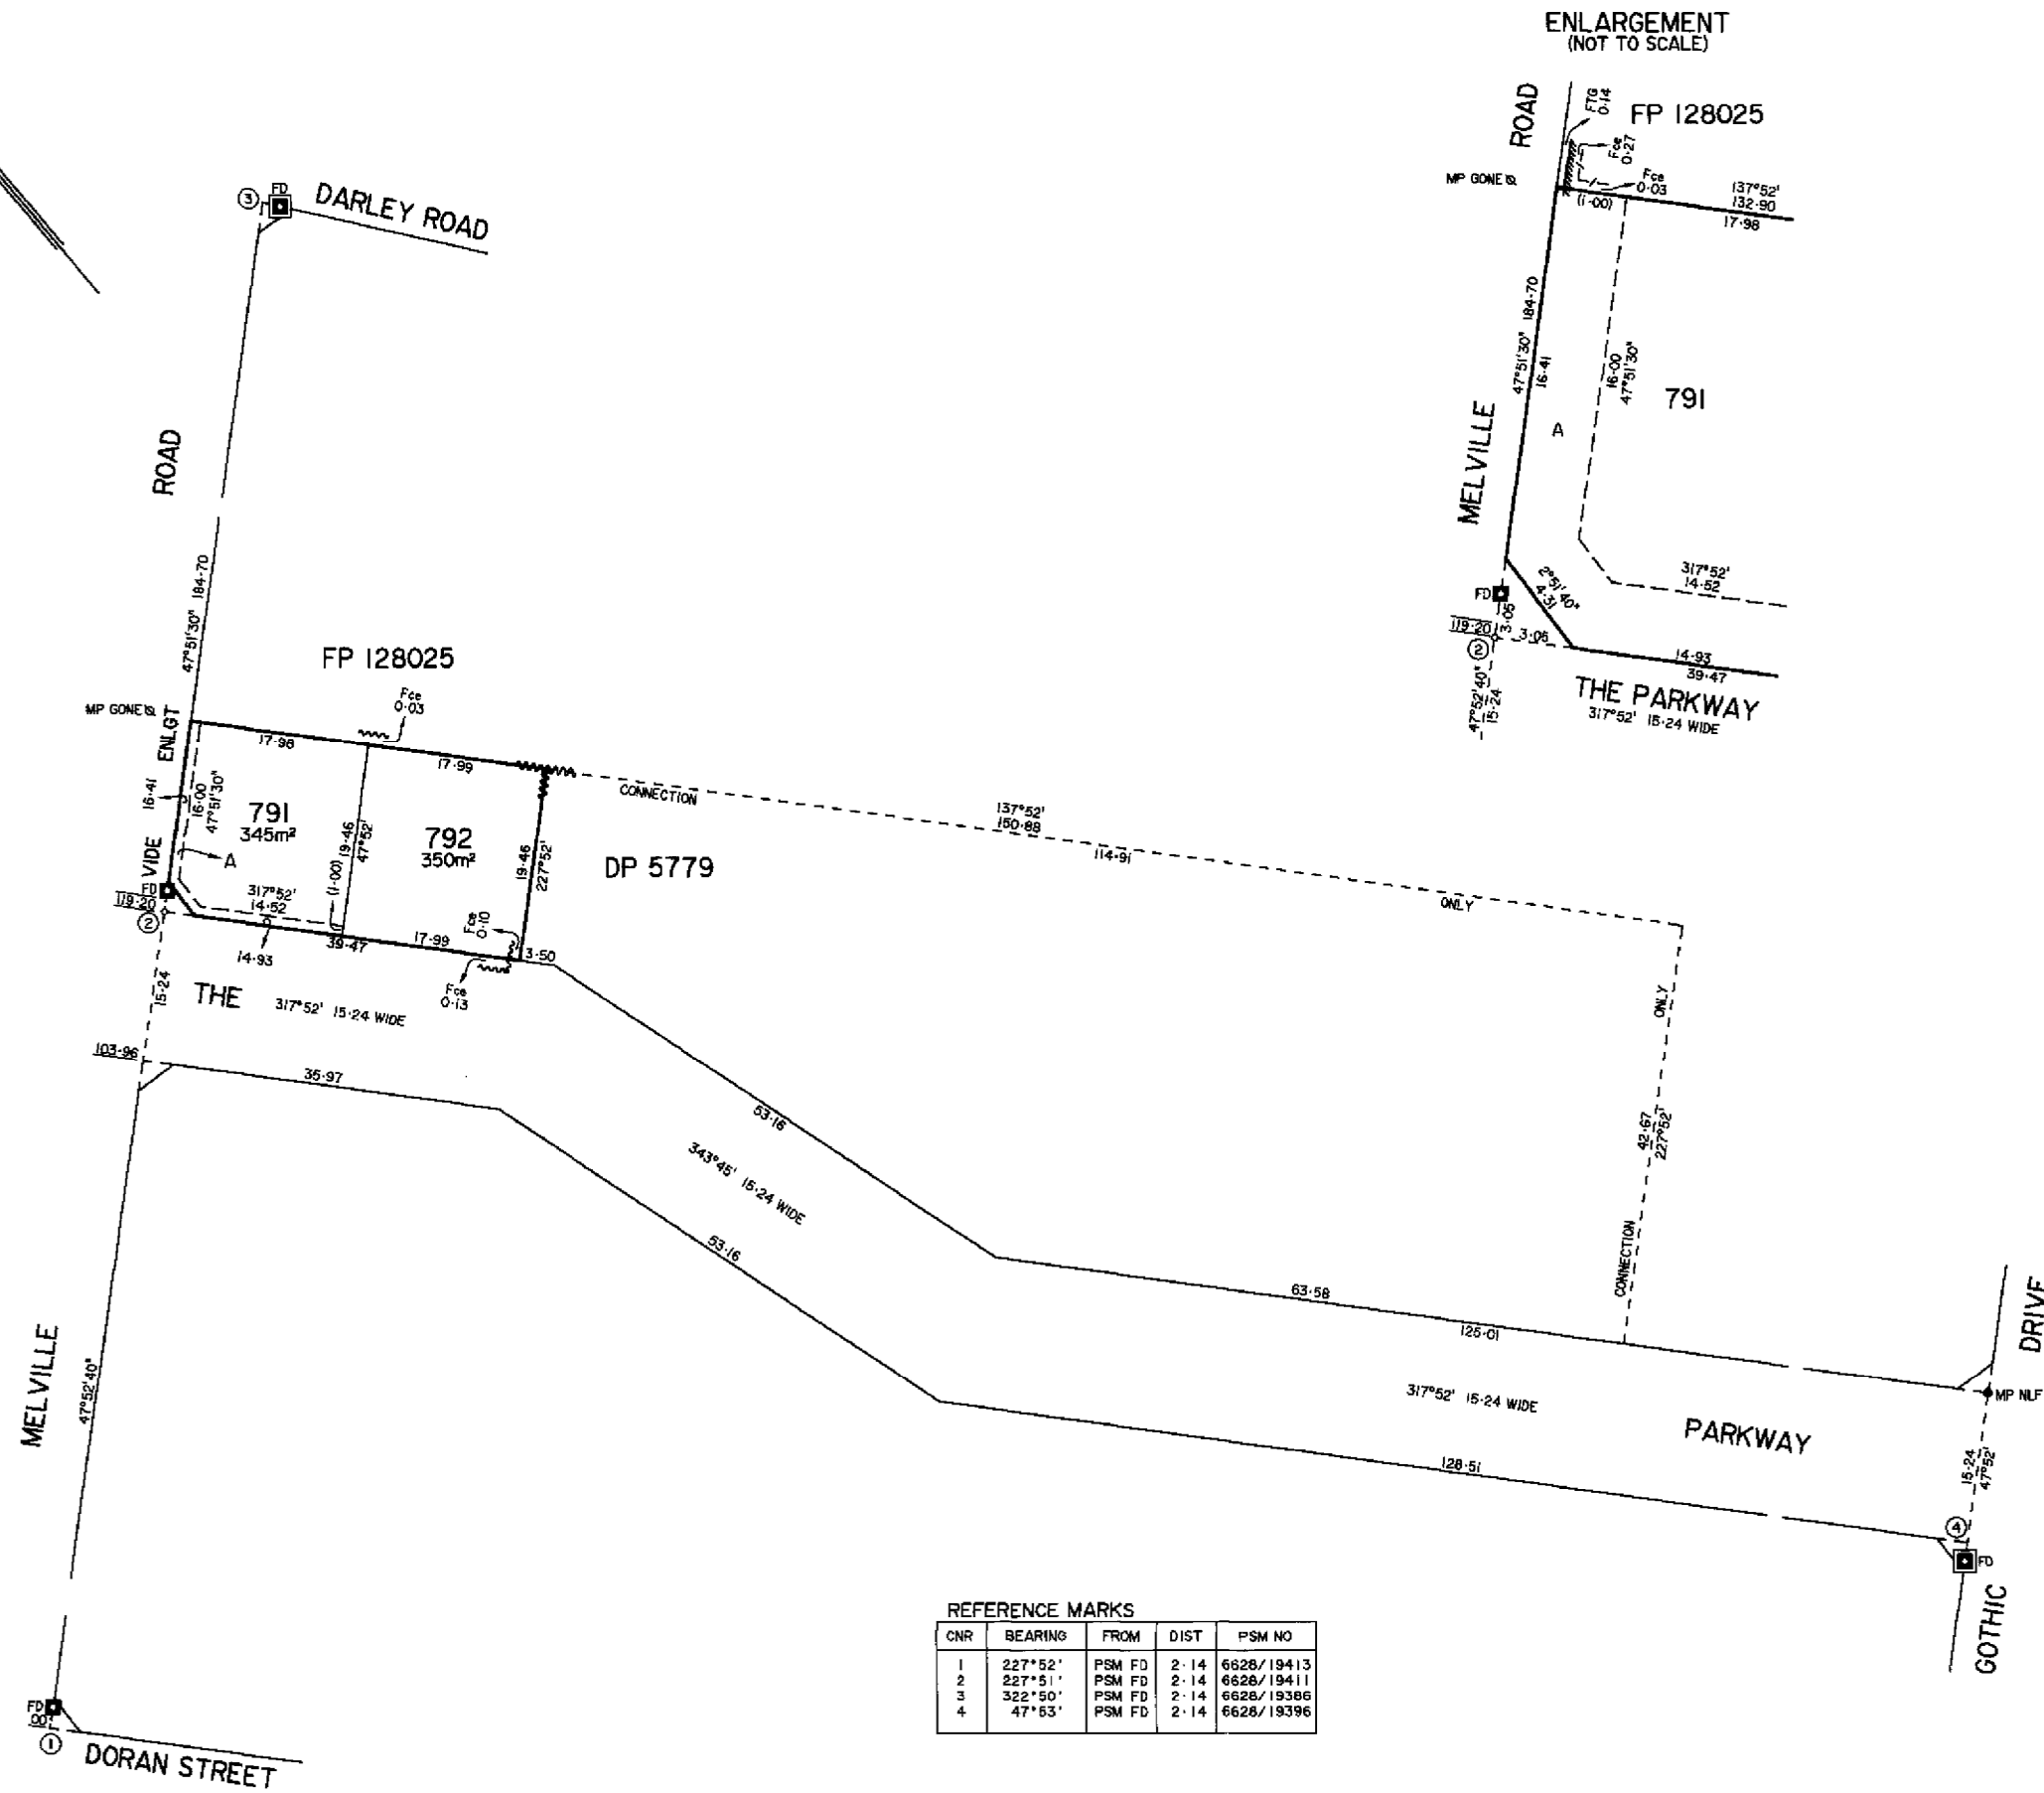 ENLARGEMENT
(NOT TO SCALE)
ROAD
FTG
0·14
FP 128025
Fce
0·27
MP GONE
Fce
0·03
(1·00)
137°52'
132·90
17·98
47°51'30" 184·70
16·41
16·00
47°51'30"
791
A
MELVILLE
2°51'40"
4·31
317°52'
14·52
FD
3·05
119·20
3·05
2
14·93
39·47
47°52'40"
15·24
THE PARKWAY
317°52' 15·24 WIDE
3
FD
DARLEY ROAD
ROAD
47°51'30" 184·70
FP 128025
MP GONE
Fce
0·03
VIDE ENLGT
17·98
17·99
16·41
16·00
47°51'30"
791
345m²
19·46
47°52'
792
350m²
19·46
227°52'
DP 5779
CONNECTION
137°52'
150·88
114·91
ONLY
A
(1·00)
FD
119·20
2
317°52'
14·52
14·93
39·47
17·99
Fce
0·10
3·50
Fce
0·13
15·24
THE
317°52' 15·24 WIDE
103·96
35·97
53·16
343°45' 15·24 WIDE
53·16
ONLY
42·67
227°52'
CONNECTION
63·58
125·01
DRIVE
MP NLF
317°52' 15·24 WIDE
PARKWAY
128·51
15·24
47°52'
4
FD
GOTHIC
MELVILLE
47°52'40"
FD
1
DORAN STREET
REFERENCE MARKS
CNR BEARING FROM DIST PSM NO
1 227°52' PSM FD 2·14 6628/19413
2 227°51' PSM FD 2·14 6628/19411
3 322°50' PSM FD 2·14 6628/19386
4 47°53' PSM FD 2·14 6628/19396